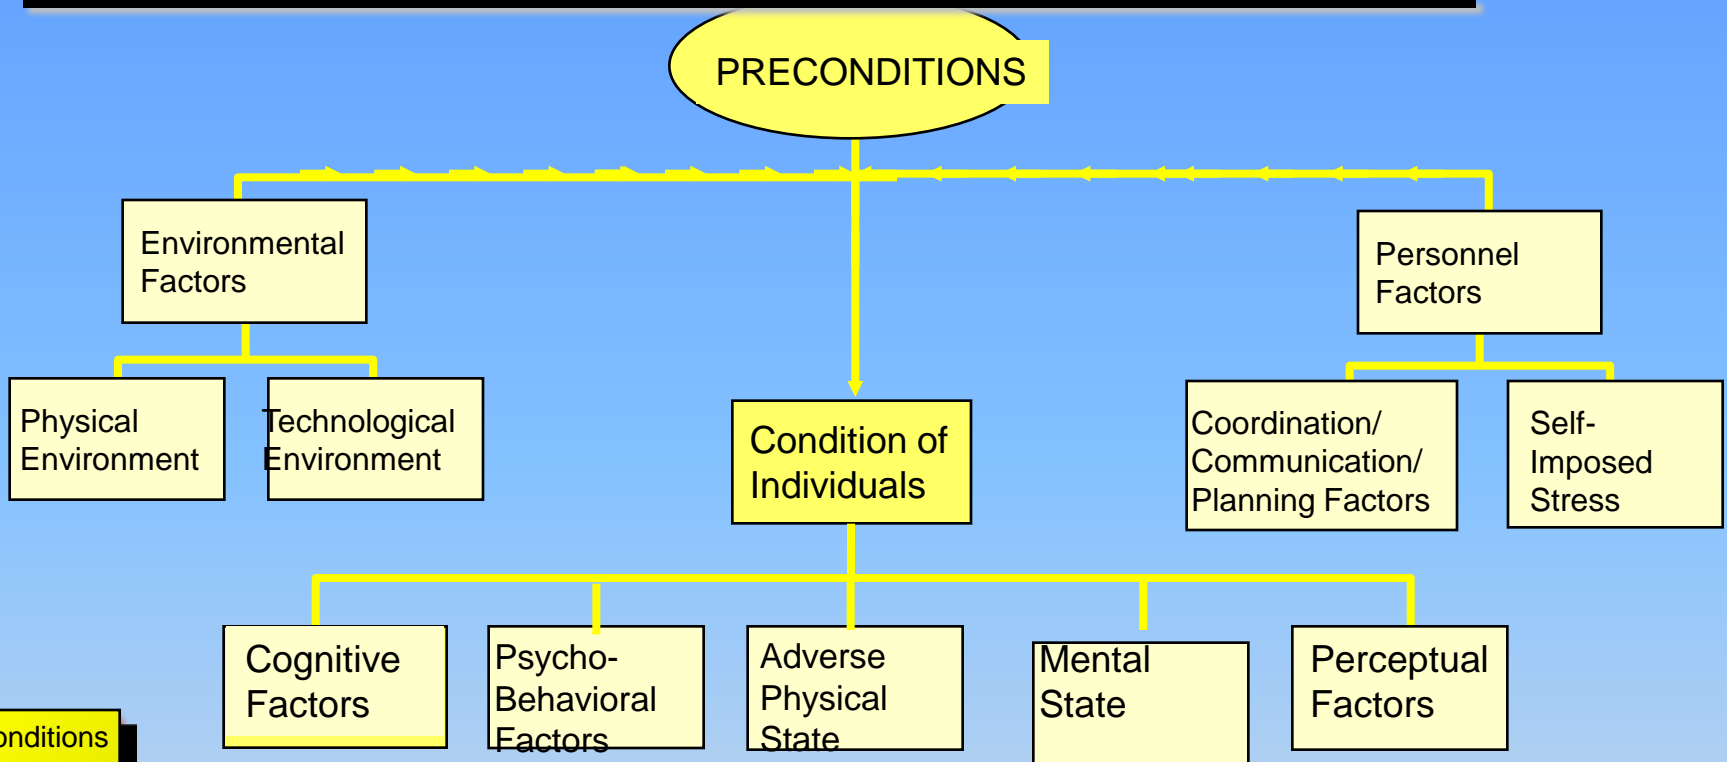 PRECONDITIONS
Environmental
Factors
Personnel
Factors
Physical
Environment
Technological
Environment
Condition of
Individuals
Coordination/
Communication/
Planning Factors
Self-
Imposed
Stress
Cognitive
Factors
Psycho-
Behavioral
Factors
Adverse
Physical
State
Mental
State
Perceptual
Factors
onditions